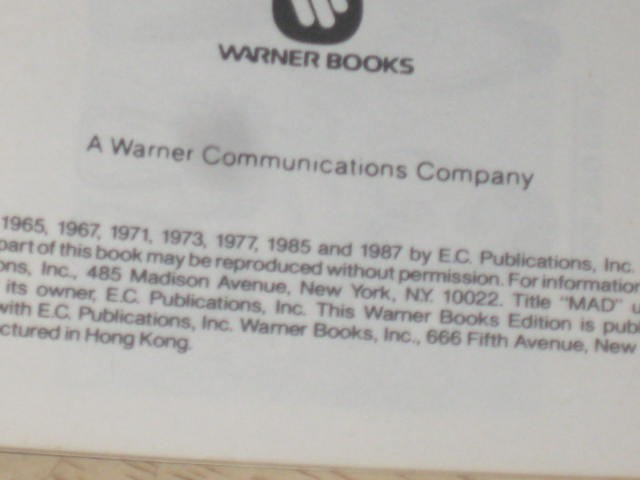 WARNER BOOKS
A Warner Communications Company
1965, 1967, 1971, 1973, 1977, 1985 and 1987 by E.C. Publications, Inc.
part of this book may be reproduced without permission. For information
ons, Inc., 485 Madison Avenue, New York, N.Y. 10022. Title "MAD" u
its owner, E.C. Publications, Inc. This Warner Books Edition is pub
with E.C. Publications, Inc. Warner Books, Inc., 666 Fifth Avenue, New
ctured in Hong Kong.